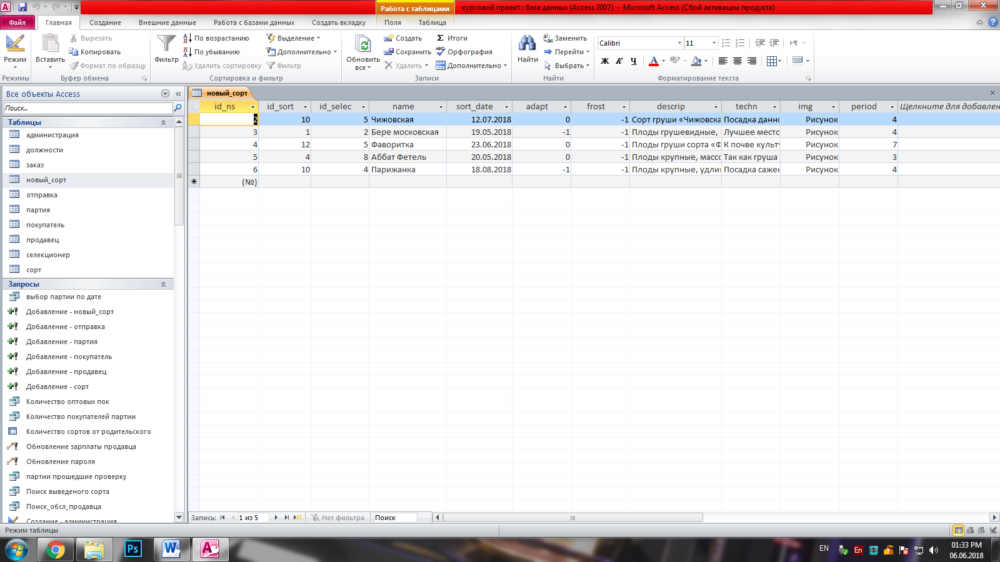 Работа с таблицами
курсовой проект : база данных (Access 2007) - Microsoft Access (Сбой активации продукта)
Файл Главная Создание Внешние данные Работа с базами данных Создать вкладку Поля Таблица
Режим
Режимы
Вставить
Вырезать
Копировать
Формат по образцу
Буфер обмена
Фильтр
По возрастанию
По убыванию
Удалить сортировку
Выделение
Дополнительно
Фильтр
Сортировка и фильтр
Обновить
все
Создать
Сохранить
Удалить
Итоги
Орфография
Дополнительно
Записи
Найти
Заменить
Перейти
Выбрать
Найти
Calibri 11
Ж К Ч
Форматирование текста
Все объекты Access
Поиск...
Таблицы
администрация
должности
заказ
новый_сорт
отправка
партия
покупатель
продавец
селекционер
сорт
Запросы
выбор партии по дате
Добавление - новый_сорт
Добавление - отправка
Добавление - партия
Добавление - покупатель
Добавление - продавец
Добавление - сорт
Количество оптовых пок
Количество покупателей партии
Количество сортов от родительского
Обновление зарплаты продавца
Обновление пароля
партии прошедшие проверку
Поиск выведеного сорта
Поиск_обсл_продавца
Создание - администрация
новый_сорт
id_ns id_sort id_selec name sort_date adapt frost descrip techn img period Щелкните для добавлен
2 10 5 Чижовская 12.07.2018 0 -1 Сорт груши «Чижовска Посадка данно Рисунок 4
3 1 2 Бере московская 19.05.2018 -1 -1 Плоды грушевидные, Лучшее место Рисунок 4
4 12 5 Фаворитка 23.06.2018 0 -1 Плоды груши сорта «Ф К почве культу Рисунок 7
5 4 8 Аббат Фетель 20.05.2018 0 -1 Плоды крупные, массо Так как груша Рисунок 3
6 10 4 Парижанка 18.08.2018 -1 -1 Плоды крупные, удли Посадка сажен Рисунок 4
(№)
Запись: 1 из 5 Нет фильтра Поиск
Режим таблицы
EN
En
01:33 PM
06.06.2018